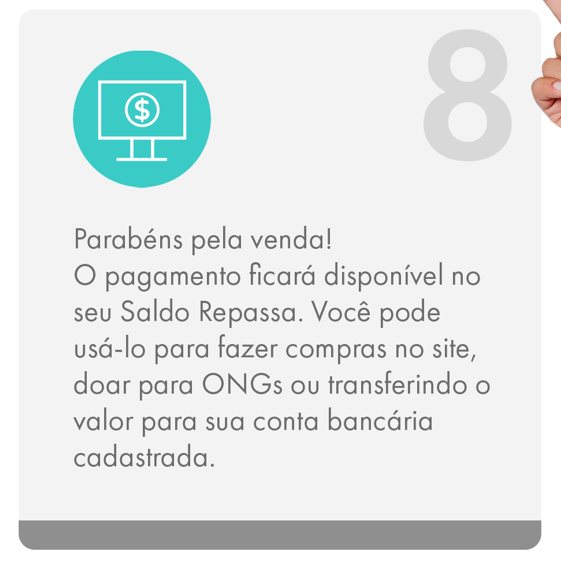 8
$
Parabéns pela venda!
O pagamento ficará disponível no
seu Saldo Repassa. Você pode
usá-lo para fazer compras no site,
doar para ONGs ou transferindo o
valor para sua conta bancária
cadastrada.